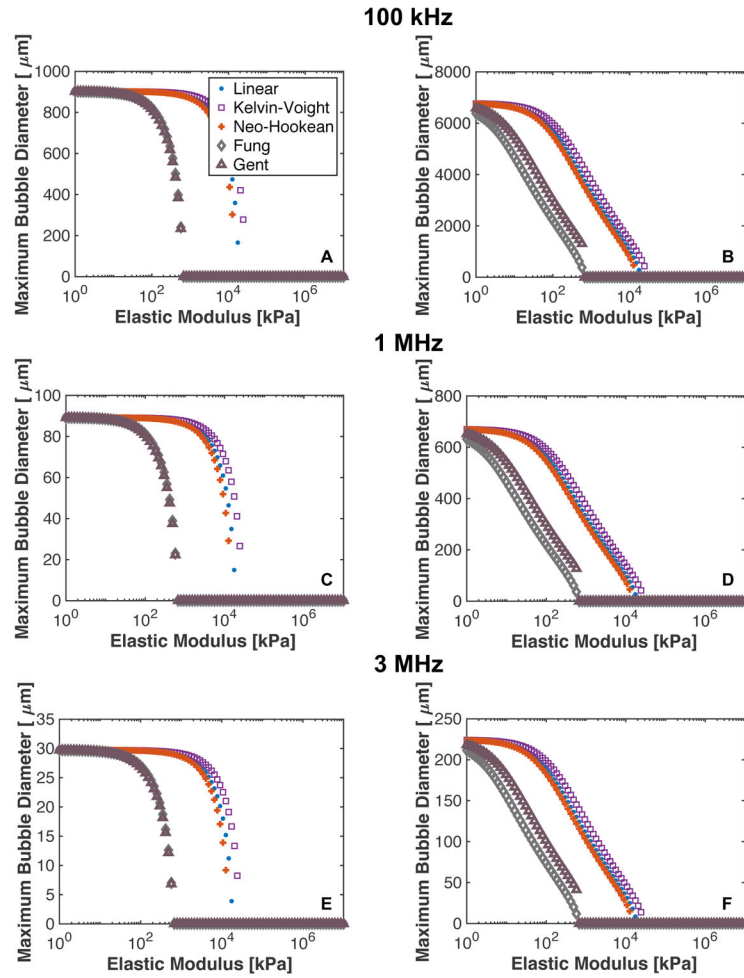 100 kHz
Maximum Bubble Diameter [ μm]
1000
800
600
400
200
0
Linear
Kelvin-Voight
Neo-Hookean
Fung
Gent
A
10^0 10^2 10^4 10^6
Elastic Modulus [kPa]
Maximum Bubble Diameter [ μm]
8000
6000
4000
2000
0
B
10^0 10^2 10^4 10^6
Elastic Modulus [kPa]
1 MHz
Maximum Bubble Diameter [ μm]
100
80
60
40
20
0
C
10^0 10^2 10^4 10^6
Elastic Modulus [kPa]
Maximum Bubble Diameter [ μm]
800
600
400
200
0
D
10^0 10^2 10^4 10^6
Elastic Modulus [kPa]
3 MHz
Maximum Bubble Diameter [ μm]
35
30
25
20
15
10
5
0
E
10^0 10^2 10^4 10^6
Elastic Modulus [kPa]
Maximum Bubble Diameter [ μm]
250
200
150
100
50
0
F
10^0 10^2 10^4 10^6
Elastic Modulus [kPa]